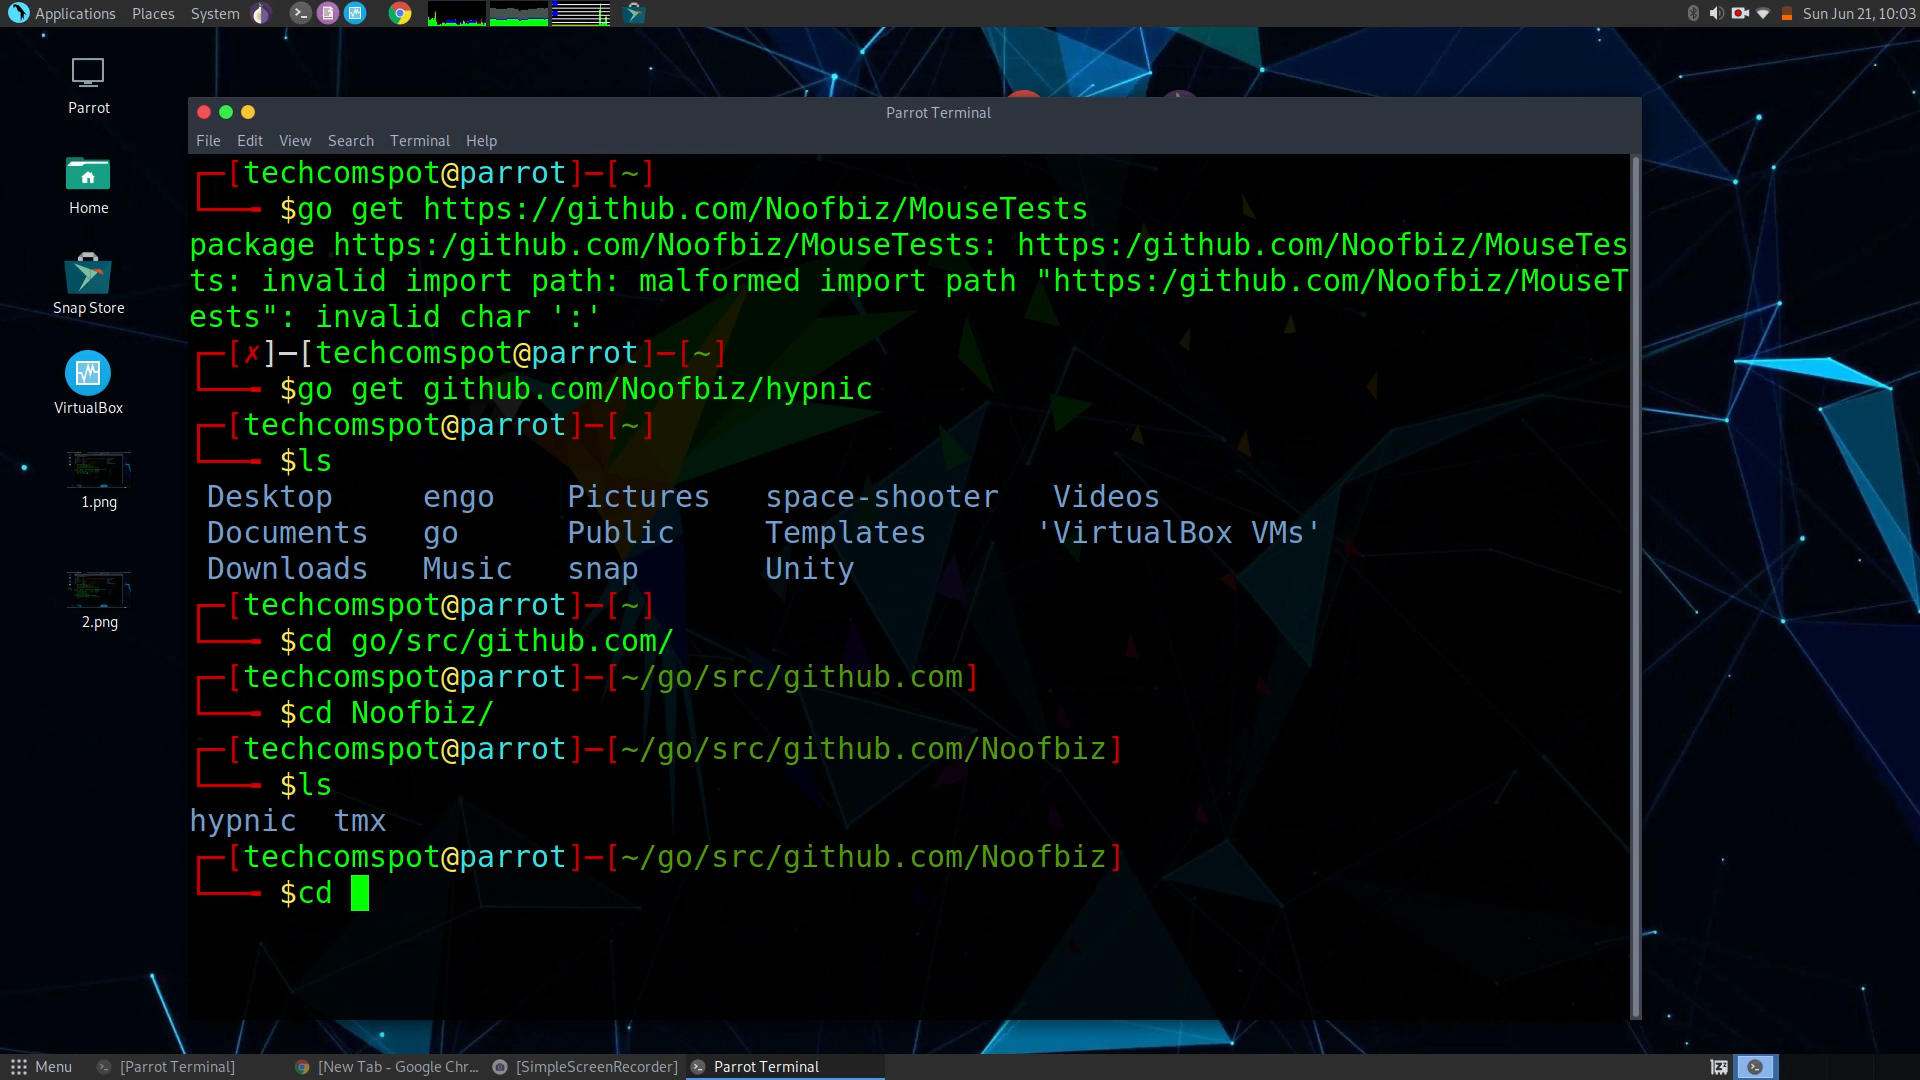 Applications Places System
Sun Jun 21, 10:03
Parrot
Home
Snap Store
VirtualBox
1.png
2.png
Parrot Terminal
File Edit View Search Terminal Help
┌─[techcomspot@parrot]─[~]
└──╼ $go get https://github.com/Noofbiz/MouseTests
package https:/github.com/Noofbiz/MouseTests: https:/github.com/Noofbiz/MouseTes
ts: invalid import path: malformed import path "https:/github.com/Noofbiz/MouseT
ests": invalid char ':'
┌─[✗]─[techcomspot@parrot]─[~]
└──╼ $go get github.com/Noofbiz/hypnic
┌─[techcomspot@parrot]─[~]
└──╼ $ls
Desktop engo Pictures space-shooter Videos
Documents go Public Templates 'VirtualBox VMs'
Downloads Music snap Unity
┌─[techcomspot@parrot]─[~]
└──╼ $cd go/src/github.com/
┌─[techcomspot@parrot]─[~/go/src/github.com]
└──╼ $cd Noofbiz/
┌─[techcomspot@parrot]─[~/go/src/github.com/Noofbiz]
└──╼ $ls
hypnic tmx
┌─[techcomspot@parrot]─[~/go/src/github.com/Noofbiz]
└──╼ $cd
Menu [Parrot Terminal] [New Tab - Google Chr... [SimpleScreenRecorder] Parrot Terminal